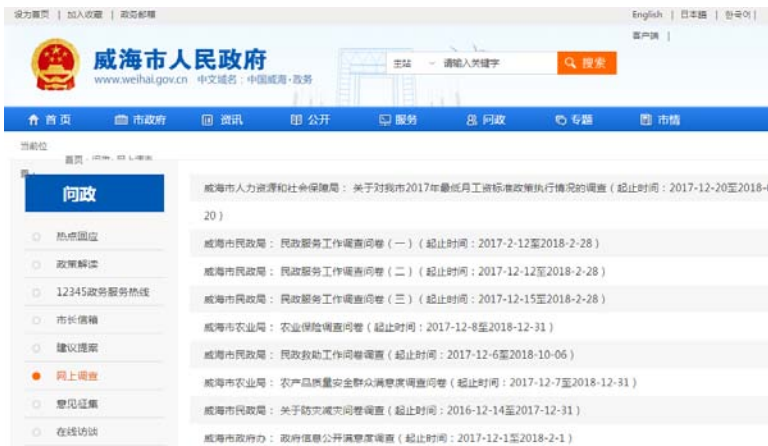 设为首页 | 加入收藏 | 政务邮箱
English | 日本語 | 한국어 |
客户端 |
威海市人民政府
www.weihai.gov.cn 中文域名：中国威海·政务
主站 请输入关键字 搜索
首页 市政府 资讯 公开 服务 问政 专题 市情
当前位
首页
问政
热点回应
政策解读
12345政务服务热线
市长信箱
建议提案
网上调查
意见征集
在线访谈
威海市人力资源和社会保障局： 关于对我市2017年最低月工资标准政策执行情况的调查（起止时间：2017-12-20至2018-
20）
威海市民政局： 民政服务工作调查问卷（一）（起止时间：2017-2-12至2018-2-28）
威海市民政局： 民政服务工作调查问卷（二）（起止时间：2017-12-12至2018-2-28）
威海市民政局： 民政服务工作调查问卷（三）（起止时间：2017-12-15至2018-2-28）
威海市农业局： 农业保险调查问卷（起止时间：2017-12-8至2018-12-31）
威海市民政局： 民政救助工作问卷调查（起止时间：2017-12-6至2018-10-06）
威海市农业局： 农产品质量安全群众满意度调查问卷（起止时间：2017-12-7至2018-12-31）
威海市民政局： 关于防灾减灾问卷调查（起止时间：2016-12-14至2017-12-31）
威海市政府办： 政府信息公开满意度调查（起止时间：2017-12-1至2018-2-1）